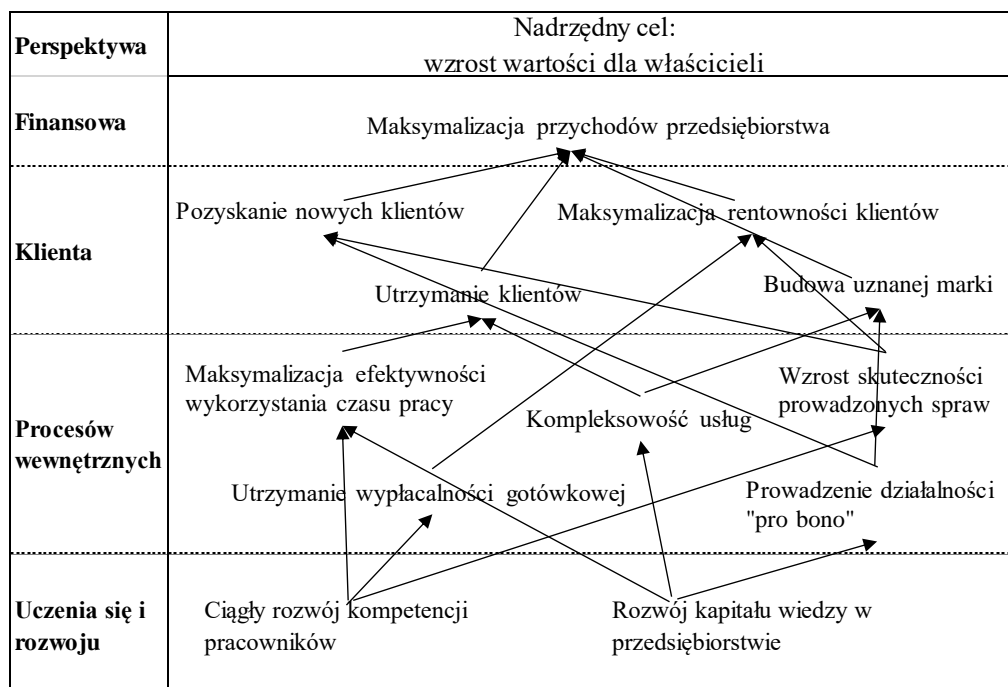 Perspektywa
Nadrzędny cel:
wzrost wartości dla właścicieli
Finansowa
Maksymalizacja przychodów przedsiębiorstwa
Klienta
Pozyskanie nowych klientów
Maksymalizacja rentowności klientów
Utrzymanie klientów
Budowa uznanej marki
Procesów
wewnętrznych
Maksymalizacja efektywności
wykorzystania czasu pracy
Kompleksowość usług
Wzrost skuteczności
prowadzonych spraw
Utrzymanie wypłacalności gotówkowej
Prowadzenie działalności
"pro bono"
Uczenia się i
rozwoju
Ciągły rozwój kompetencji
pracowników
Rozwój kapitału wiedzy w
przedsiębiorstwie